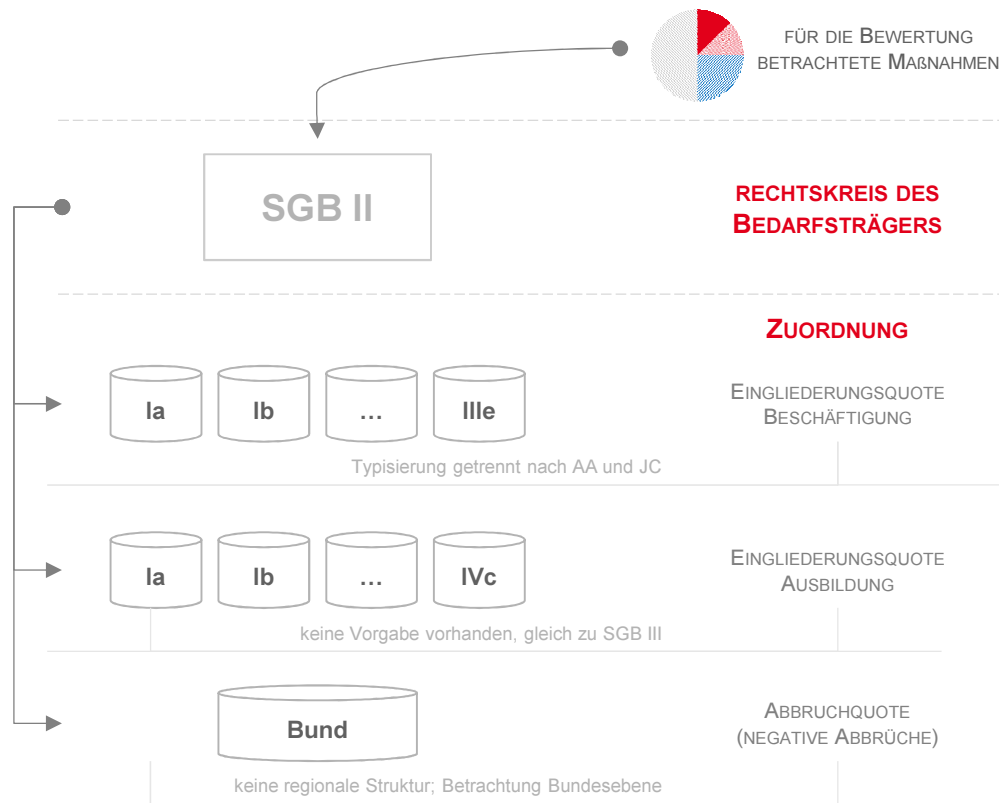 FÜR DIE BEWERTUNG
BETRACHTETE MAßNAHMEN
SGB II
RECHTSKREIS DES
BEDARFSTRÄGERS
ZUORDNUNG
Ia
Ib
...
IIIe
EINGLIEDERUNGSQUOTE
BESCHÄFTIGUNG
Typisierung getrennt nach AA und JC
Ia
Ib
...
IVc
EINGLIEDERUNGSQUOTE
AUSBILDUNG
keine Vorgabe vorhanden, gleich zu SGB III
Bund
ABBRUCHQUOTE
(NEGATIVE ABBRÜCHE)
keine regionale Struktur; Betrachtung Bundesebene